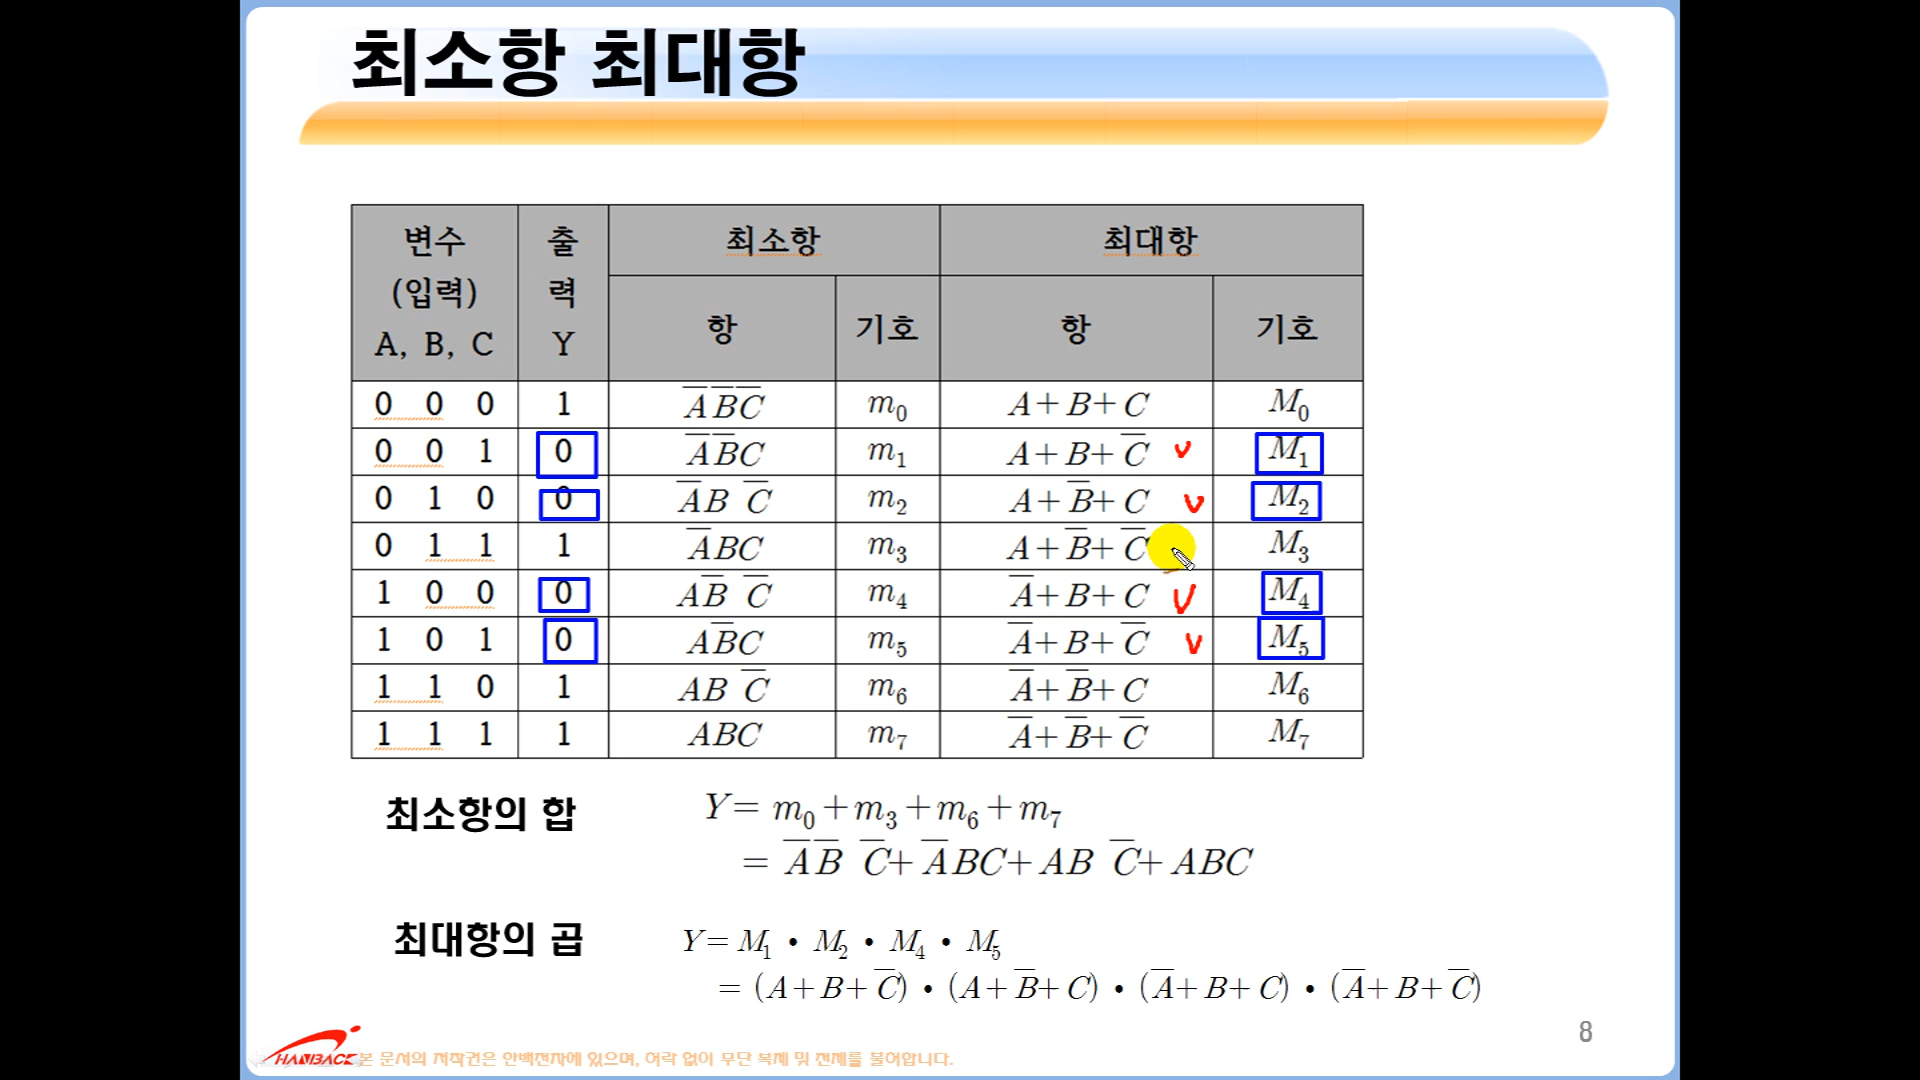 최소항 최대항
변수 (입력) A, B, C | 출력 Y | 최소항 | 최대항
항 | 기호 | 항 | 기호
0 0 0 | 1 | A̅B̅C̅ | m₀ | A+B+C | M₀
0 0 1 | 0 | A̅B̅C | m₁ | A+B+C̅ v | M₁
0 1 0 | 0 | A̅B C̅ | m₂ | A+B̅+C v | M₂
0 1 1 | 1 | A̅BC | m₃ | A+B̅+C̅ | M₃
1 0 0 | 0 | AB̅ C̅ | m₄ | A̅+B+C v | M₄
1 0 1 | 0 | AB̅C | m₅ | A̅+B+C̅ v | M₅
1 1 0 | 1 | AB C̅ | m₆ | A̅+B̅+C | M₆
1 1 1 | 1 | ABC | m₇ | A̅+B̅+C̅ | M₇
최소항의 합 Y= m₀+m₃+m₆+m₇
= A̅B̅ C̅+A̅BC+AB C̅+ABC
최대항의 곱 Y= M₁ • M₂ • M₄ • M₅
= (A+B+C̅) • (A+B̅+C) • (A̅+B+C) • (A̅+B+C̅)
8
HANBACK 본 문서의 저작권은 한백전자에 있으며, 허락 없이 무단 복제 및 전재를 불허합니다.